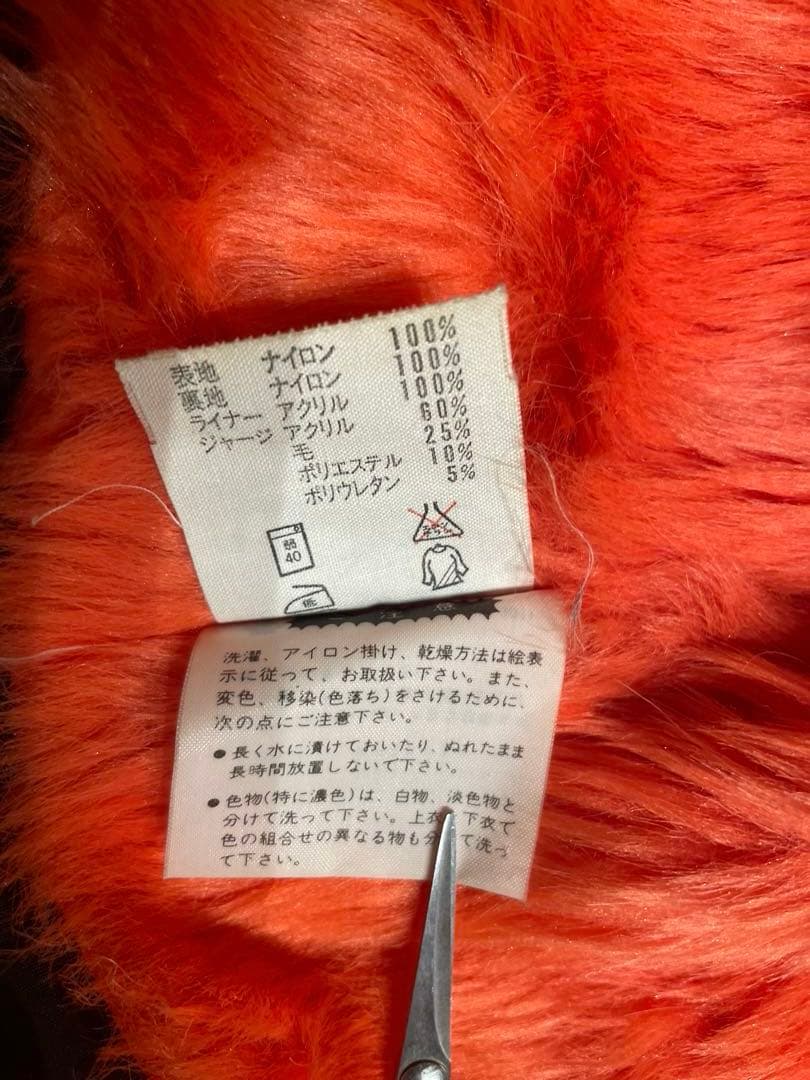 表地 ナイロン 100%
裏地 ナイロン 100%
ライナー アクリル 100%
ジャージ アクリル 60%
毛 25%
ポリエステル 10%
ポリウレタン 5%
弱
40
低
注意
洗濯、アイロン掛け、乾燥方法は絵表
示に従って、お取扱い下さい。また、
変色、移染(色落ち)をさけるために、
次の点にご注意下さい。
●長く水に漬けておいたり、ぬれたまま
長時間放置しないで下さい。
●色物(特に濃色)は、白物、淡色物と
分けて洗って下さい。上衣 下衣で
色の組合せの異なる物も分 て洗っ
て下さい。